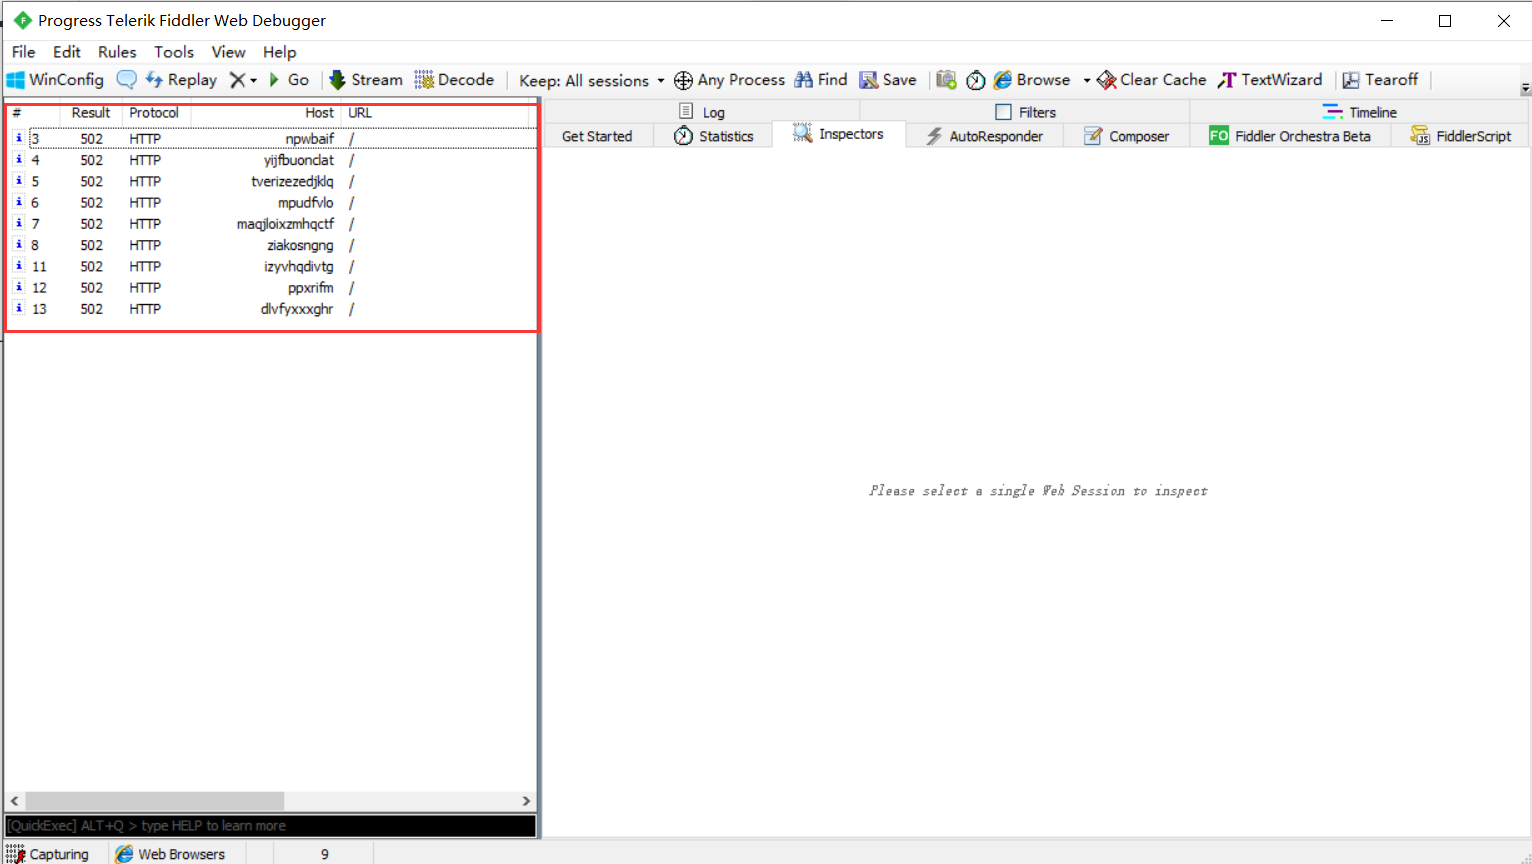 Progress Telerik Fiddler Web Debugger
File Edit Rules Tools View Help
WinConfig Replay Go Stream Decode Keep: All sessions Any Process Find Save Browse Clear Cache TextWizard Tearoff
# Result Protocol Host URL
3 502 HTTP npwbaif /
4 502 HTTP yijfbuonclat /
5 502 HTTP tverizezedjklq /
6 502 HTTP mpudfvlo /
7 502 HTTP maqjloixzmhqctf /
8 502 HTTP ziakosngng /
11 502 HTTP izyvhqdivtg /
12 502 HTTP ppxrifm /
13 502 HTTP dlvfyxxxghr /
[QuickExec] ALT+Q > type HELP to learn more
Capturing Web Browsers 9
Log Filters Timeline
Get Started Statistics Inspectors AutoResponder Composer FO Fiddler Orchestra Beta FiddlerScript
Please select a single Web Session to inspect